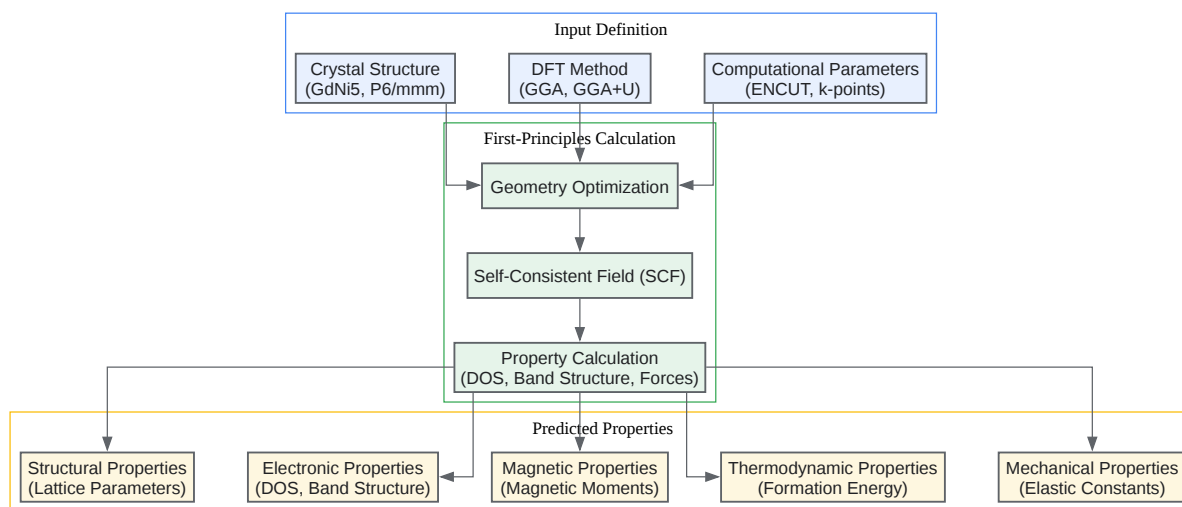 Input Definition
Crystal Structure
(GdNi5, P6/mmm)
DFT Method
(GGA, GGA+U)
Computational Parameters
(ENCUT, k-points)
First-Principles Calculation
Geometry Optimization
Self-Consistent Field (SCF)
Property Calculation
(DOS, Band Structure, Forces)
Predicted Properties
Structural Properties
(Lattice Parameters)
Electronic Properties
(DOS, Band Structure)
Magnetic Properties
(Magnetic Moments)
Thermodynamic Properties
(Formation Energy)
Mechanical Properties
(Elastic Constants)